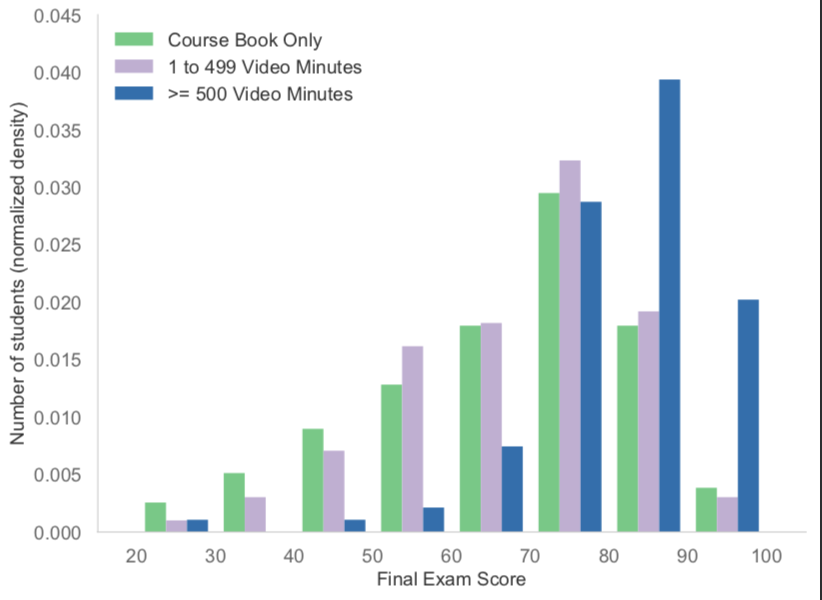 0.045
0.040
0.035
0.030
0.025
0.020
0.015
0.010
0.005
0.000
Number of students (normalized density)
Course Book Only
1 to 499 Video Minutes
>= 500 Video Minutes
20 30 40 50 60 70 80 90 100
Final Exam Score